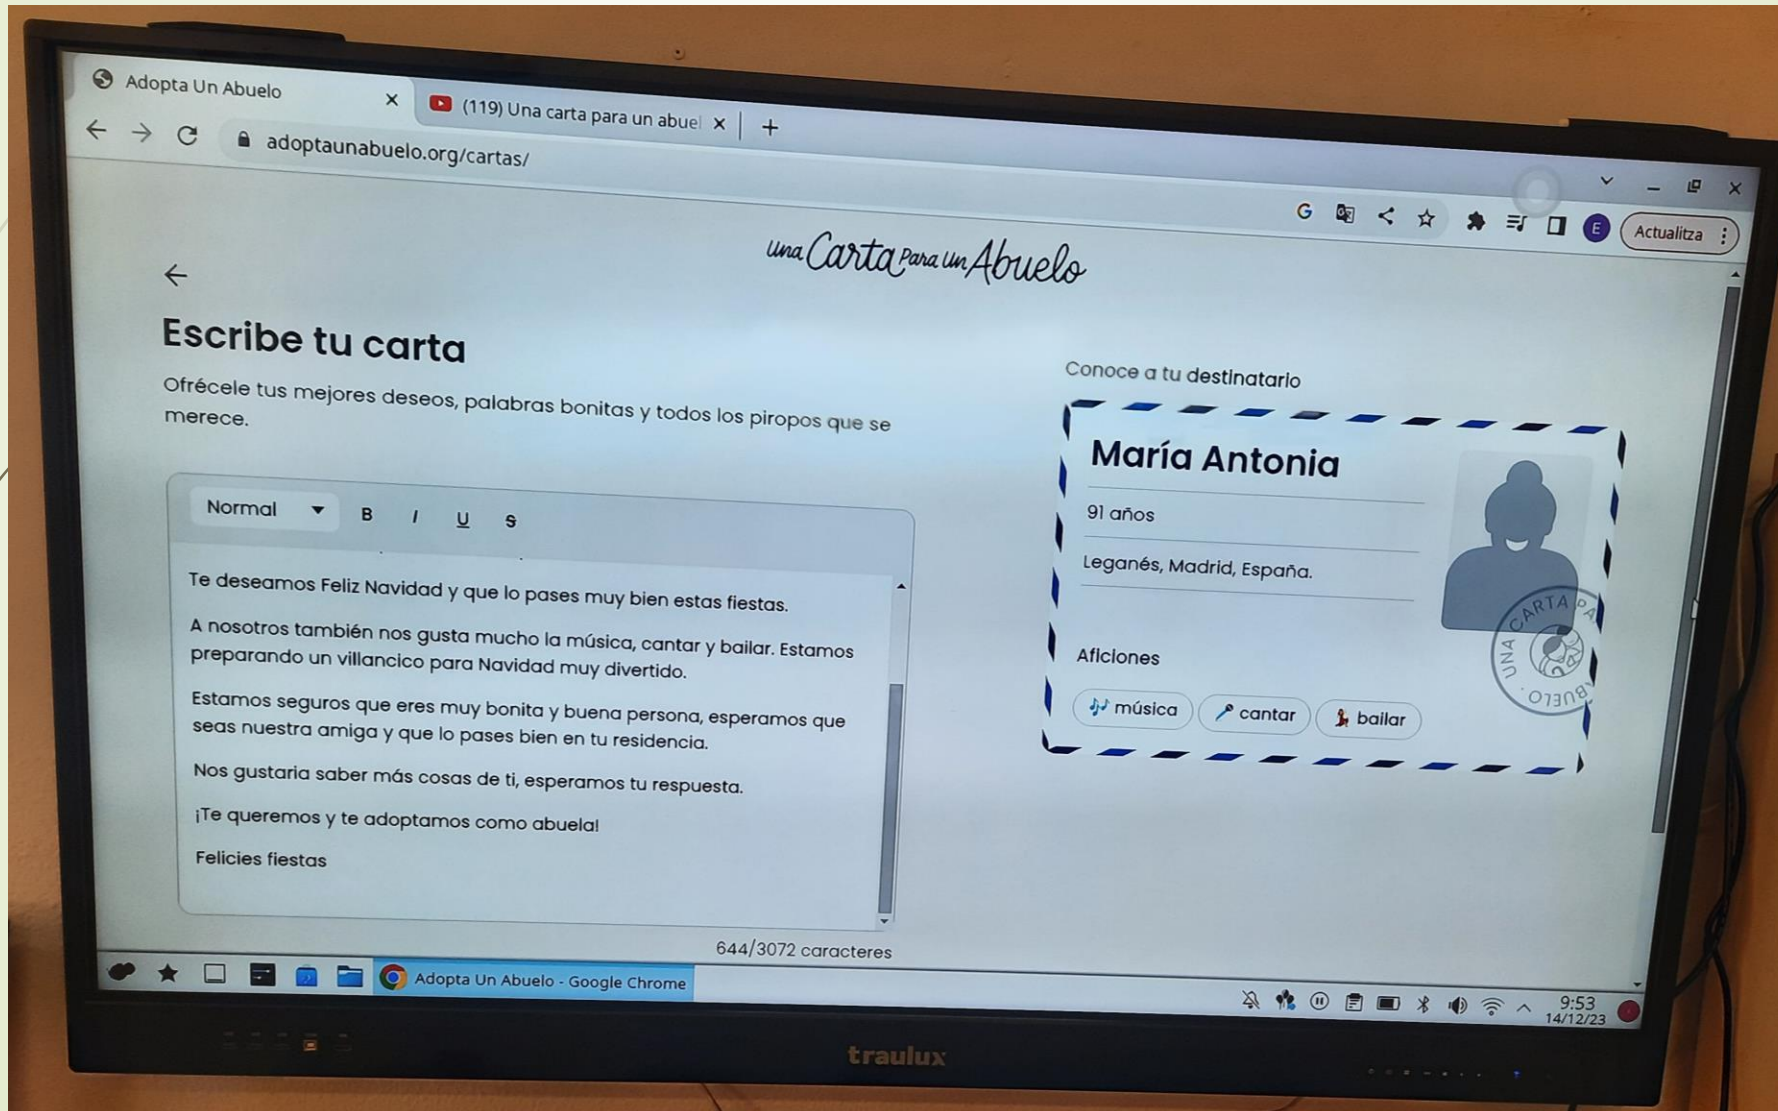 Adopta Un Abuelo
(119) Una carta para un abuel
adoptaunabuelo.org/cartas/
G
E
Actualitza
una Carta para un Abuelo
Escribe tu carta
Ofrécele tus mejores deseos, palabras bonitas y todos los piropos que se
merece.
Normal
B I U S
Te deseamos Feliz Navidad y que lo pases muy bien estas fiestas.
A nosotros también nos gusta mucho la música, cantar y bailar. Estamos
preparando un villancico para Navidad muy divertido.
Estamos seguros que eres muy bonita y buena persona, esperamos que
seas nuestra amiga y que lo pases bien en tu residencia.
Nos gustaria saber más cosas de ti, esperamos tu respuesta.
¡Te queremos y te adoptamos como abuela!
Felicies fiestas
644/3072 caracteres
Conoce a tu destinatario
María Antonia
91 años
Leganés, Madrid, España.
UNA CARTA PA
ABUELO
Aficiones
música
cantar
bailar
Adopta Un Abuelo - Google Chrome
9:53
14/12/23
traulux